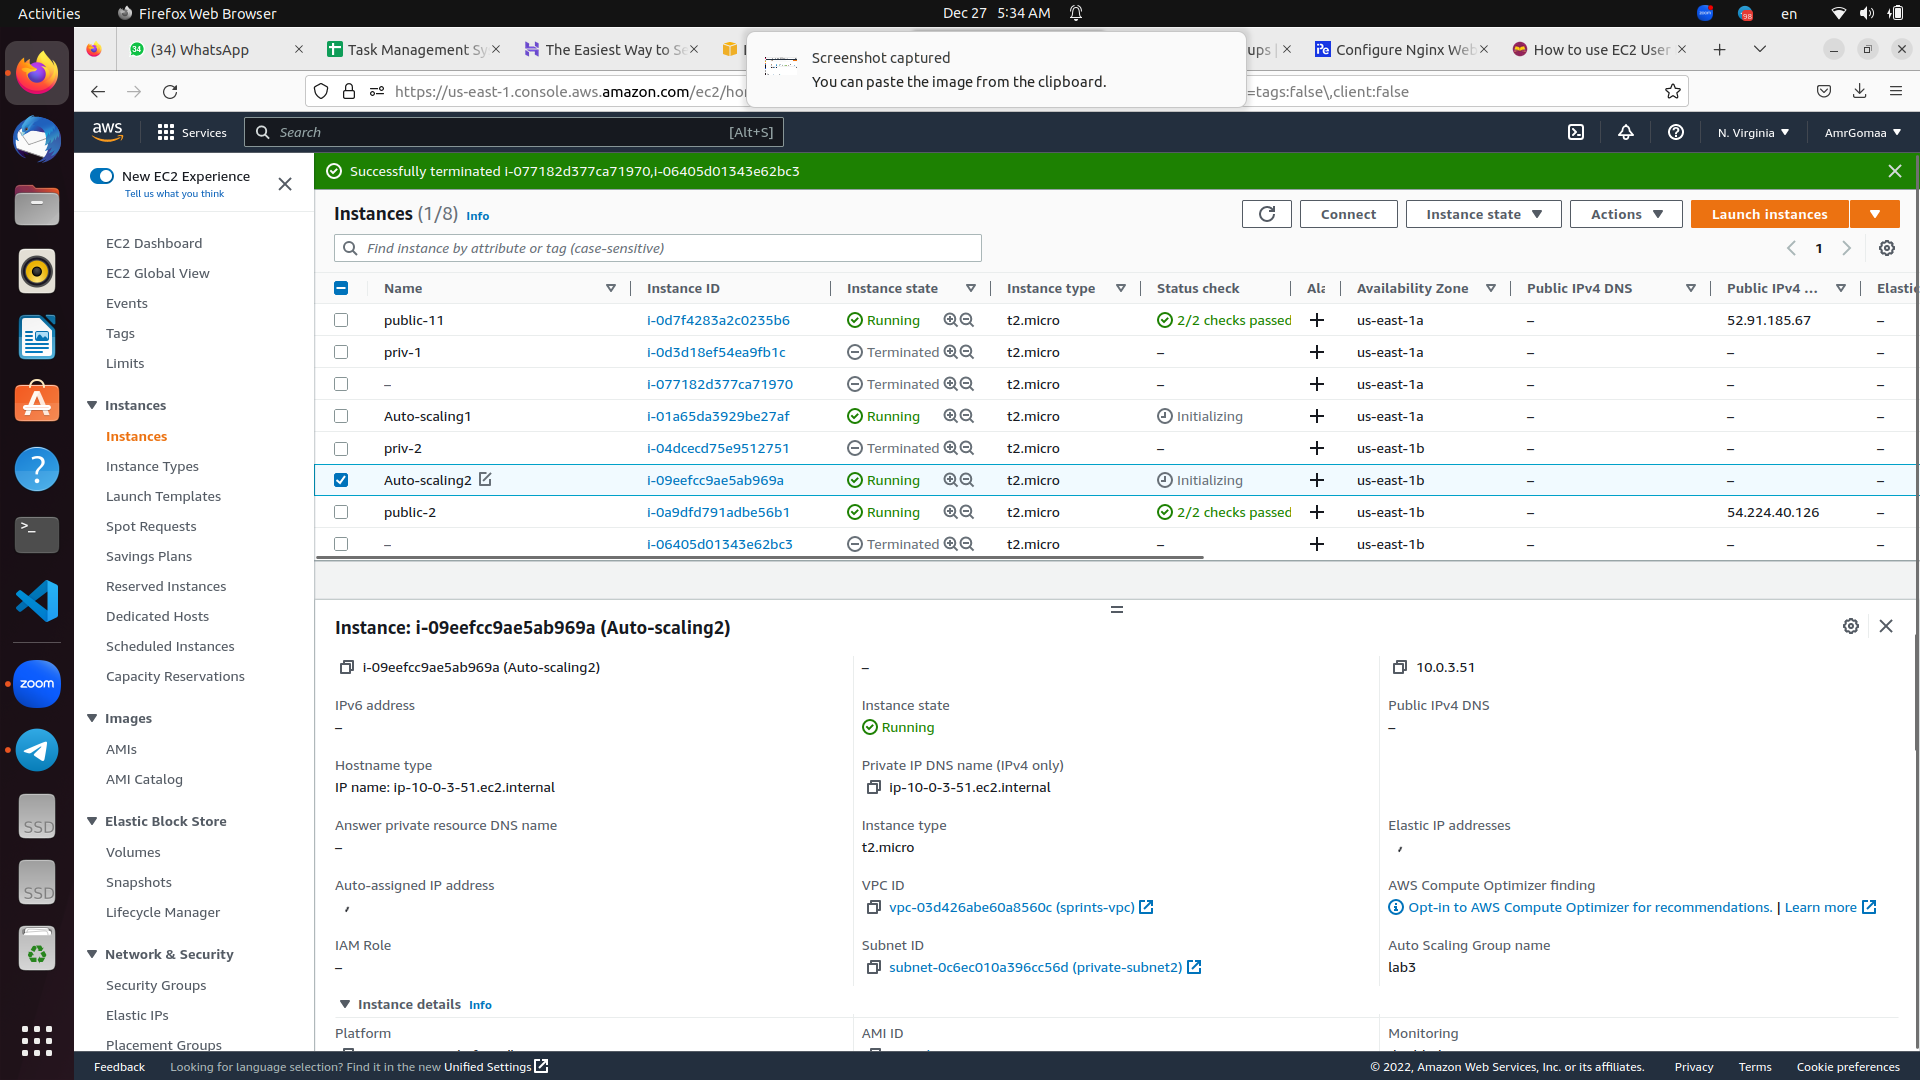 Activities
Firefox Web Browser
Dec 27 5:34 AM
98
en
34
(34) WhatsApp
Task Management Sy
The Easiest Way to Se
ups |
Configure Nginx Web
How to use EC2 User
Screenshot captured
You can paste the image from the clipboard.
https://us-east-1.console.aws.amazon.com/ec2/ho
=tags:false\,client:false
aws
Services
Search
[Alt+S]
N. Virginia
AmrGomaa
New EC2 Experience
Tell us what you think
EC2 Dashboard
EC2 Global View
Events
Tags
Limits
Instances
Instances
Instance Types
Launch Templates
Spot Requests
Savings Plans
Reserved Instances
Dedicated Hosts
Scheduled Instances
Capacity Reservations
Images
AMIs
AMI Catalog
Elastic Block Store
Volumes
Snapshots
Lifecycle Manager
Network & Security
Security Groups
Elastic IPs
Placement Groups
zoom
SSD
SSD
Successfully terminated i-077182d377ca71970,i-06405d01343e62bc3
Instances (1/8) Info
Connect
Instance state
Actions
Launch instances
Find instance by attribute or tag (case-sensitive)
1
Name Instance ID Instance state Instance type Status check Ala Availability Zone Public IPv4 DNS Public IPv4 ... Elastic
public-11 i-0d7f4283a2c0235b6 Running t2.micro 2/2 checks passed + us-east-1a – 52.91.185.67 –
priv-1 i-0d3d18ef54ea9fb1c Terminated t2.micro – + us-east-1a – – –
– i-077182d377ca71970 Terminated t2.micro – + us-east-1a – – –
Auto-scaling1 i-01a65da3929be27af Running t2.micro Initializing + us-east-1a – – –
priv-2 i-04dcecd75e9512751 Terminated t2.micro – + us-east-1b – – –
Auto-scaling2 i-09eefcc9ae5ab969a Running t2.micro Initializing + us-east-1b – – –
public-2 i-0a9dfd791adbe56b1 Running t2.micro 2/2 checks passed + us-east-1b – 54.224.40.126 –
– i-06405d01343e62bc3 Terminated t2.micro – + us-east-1b – – –
Instance: i-09eefcc9ae5ab969a (Auto-scaling2)
i-09eefcc9ae5ab969a (Auto-scaling2)
–
10.0.3.51
IPv6 address
–
Instance state
Running
Public IPv4 DNS
–
Hostname type
IP name: ip-10-0-3-51.ec2.internal
Private IP DNS name (IPv4 only)
ip-10-0-3-51.ec2.internal
Answer private resource DNS name
–
Instance type
t2.micro
Elastic IP addresses
Auto-assigned IP address
VPC ID
vpc-03d426abe60a8560c (sprints-vpc)
AWS Compute Optimizer finding
Opt-in to AWS Compute Optimizer for recommendations. | Learn more
IAM Role
–
Subnet ID
subnet-0c6ec010a396cc56d (private-subnet2)
Auto Scaling Group name
lab3
Instance details Info
Platform
AMI ID
Monitoring
Feedback
Looking for language selection? Find it in the new Unified Settings
© 2022, Amazon Web Services, Inc. or its affiliates.
Privacy
Terms
Cookie preferences